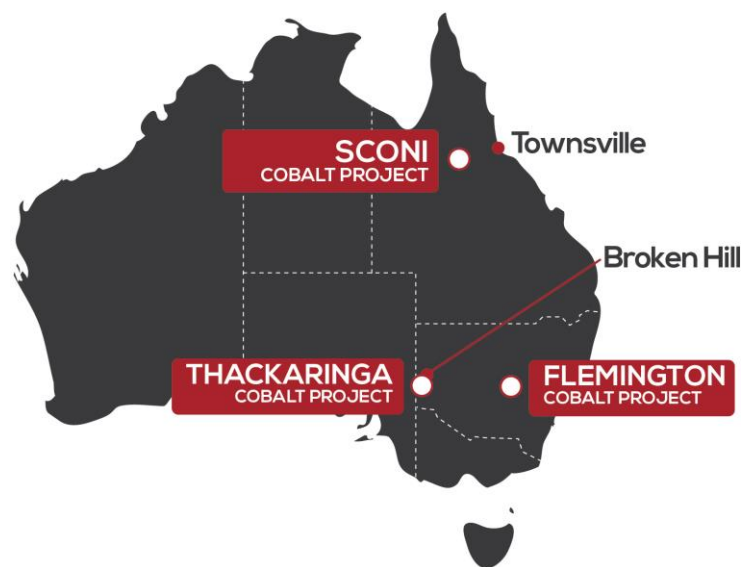 SCONI
COBALT PROJECT
Townsville
Broken Hill
THACKARINGA
COBALT PROJECT
FLEMINGTON
COBALT PROJECT